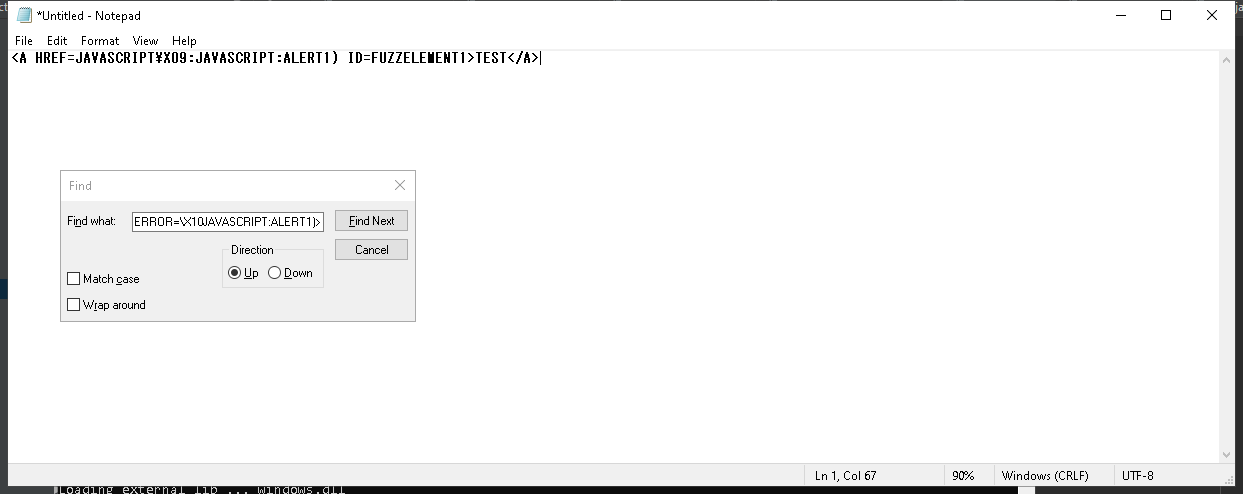 *Untitled - Notepad
File Edit Format View Help
<A HREF=JAVASCRIPT¥X09:JAVASCRIPT:ALERT1) ID=FUZZELEMENT1>TEST</A>
Find
Find what: ERROR=\X10JAVASCRIPT:ALERT1)> Find Next
Direction Cancel
Up Down
Match case
Wrap around
Ln 1, Col 67 90% Windows (CRLF) UTF-8
Loading external lib ... windows.dll